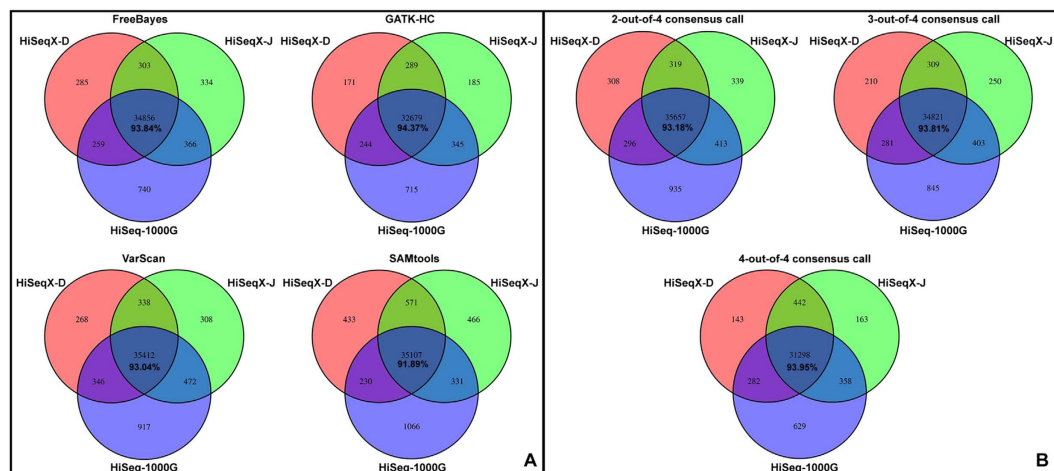 FreeBayes
HiSeqX-D
HiSeqX-J
303
285
334
34856
93.84%
259
366
740
HiSeq-1000G
GATK-HC
HiSeqX-D
HiSeqX-J
289
171
185
32679
94.37%
244
345
715
HiSeq-1000G
VarScan
HiSeqX-D
HiSeqX-J
338
268
308
35412
93.04%
346
472
917
HiSeq-1000G
SAMtools
HiSeqX-D
HiSeqX-J
571
433
466
35107
91.89%
230
331
1066
HiSeq-1000G
A
2-out-of-4 consensus call
HiSeqX-D
HiSeqX-J
319
308
339
35657
93.18%
296
413
935
HiSeq-1000G
3-out-of-4 consensus call
HiSeqX-D
HiSeqX-J
309
210
250
34821
93.81%
281
403
845
HiSeq-1000G
4-out-of-4 consensus call
HiSeqX-D
HiSeqX-J
442
143
163
31298
93.95%
282
358
629
HiSeq-1000G
B